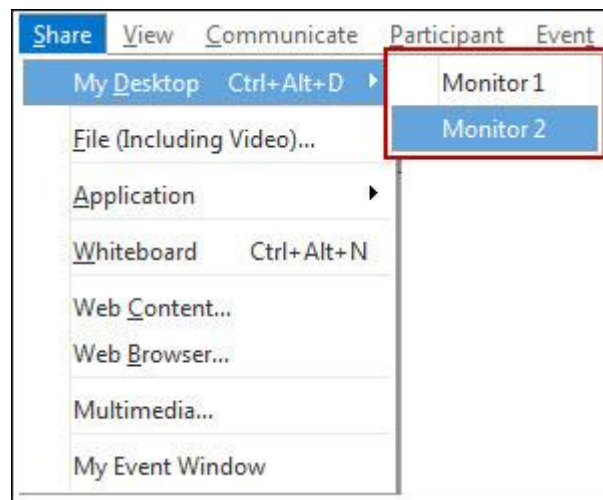 Share View Communicate Participant Event
My Desktop Ctrl+Alt+D Monitor 1
Monitor 2
File (Including Video)...
Application
Whiteboard Ctrl+Alt+N
Web Content...
Web Browser...
Multimedia...
My Event Window